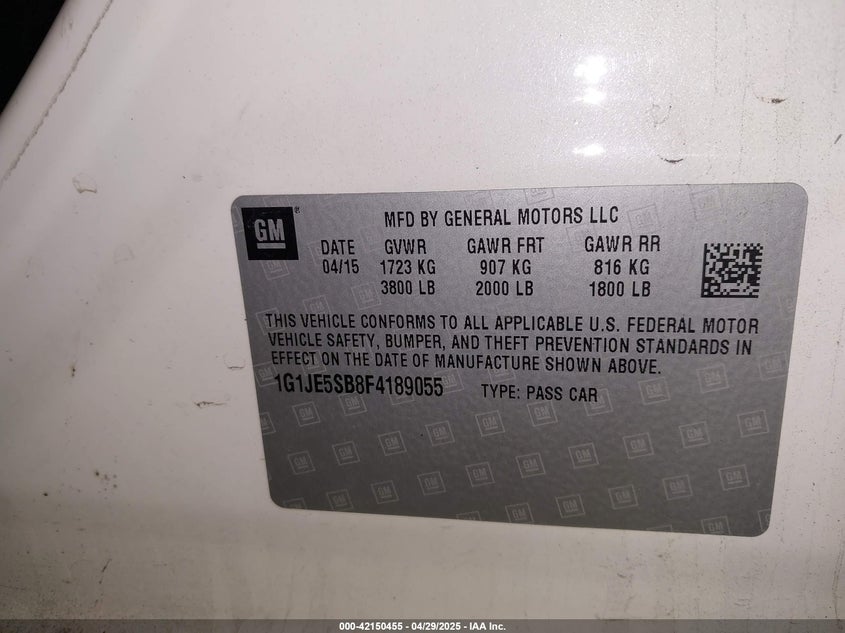 GM
®
MFD BY GENERAL MOTORS LLC
DATE GVWR GAWR FRT GAWR RR
04/15 1723 KG 907 KG 816 KG
3800 LB 2000 LB 1800 LB
THIS VEHICLE CONFORMS TO ALL APPLICABLE U.S. FEDERAL MOTOR
VEHICLE SAFETY, BUMPER, AND THEFT PREVENTION STANDARDS IN
EFFECT ON THE DATE OF MANUFACTURE SHOWN ABOVE.
1G1JE5SB8F4189055 TYPE: PASS CAR
000-42150455 - 04/29/2025 - IAA Inc.